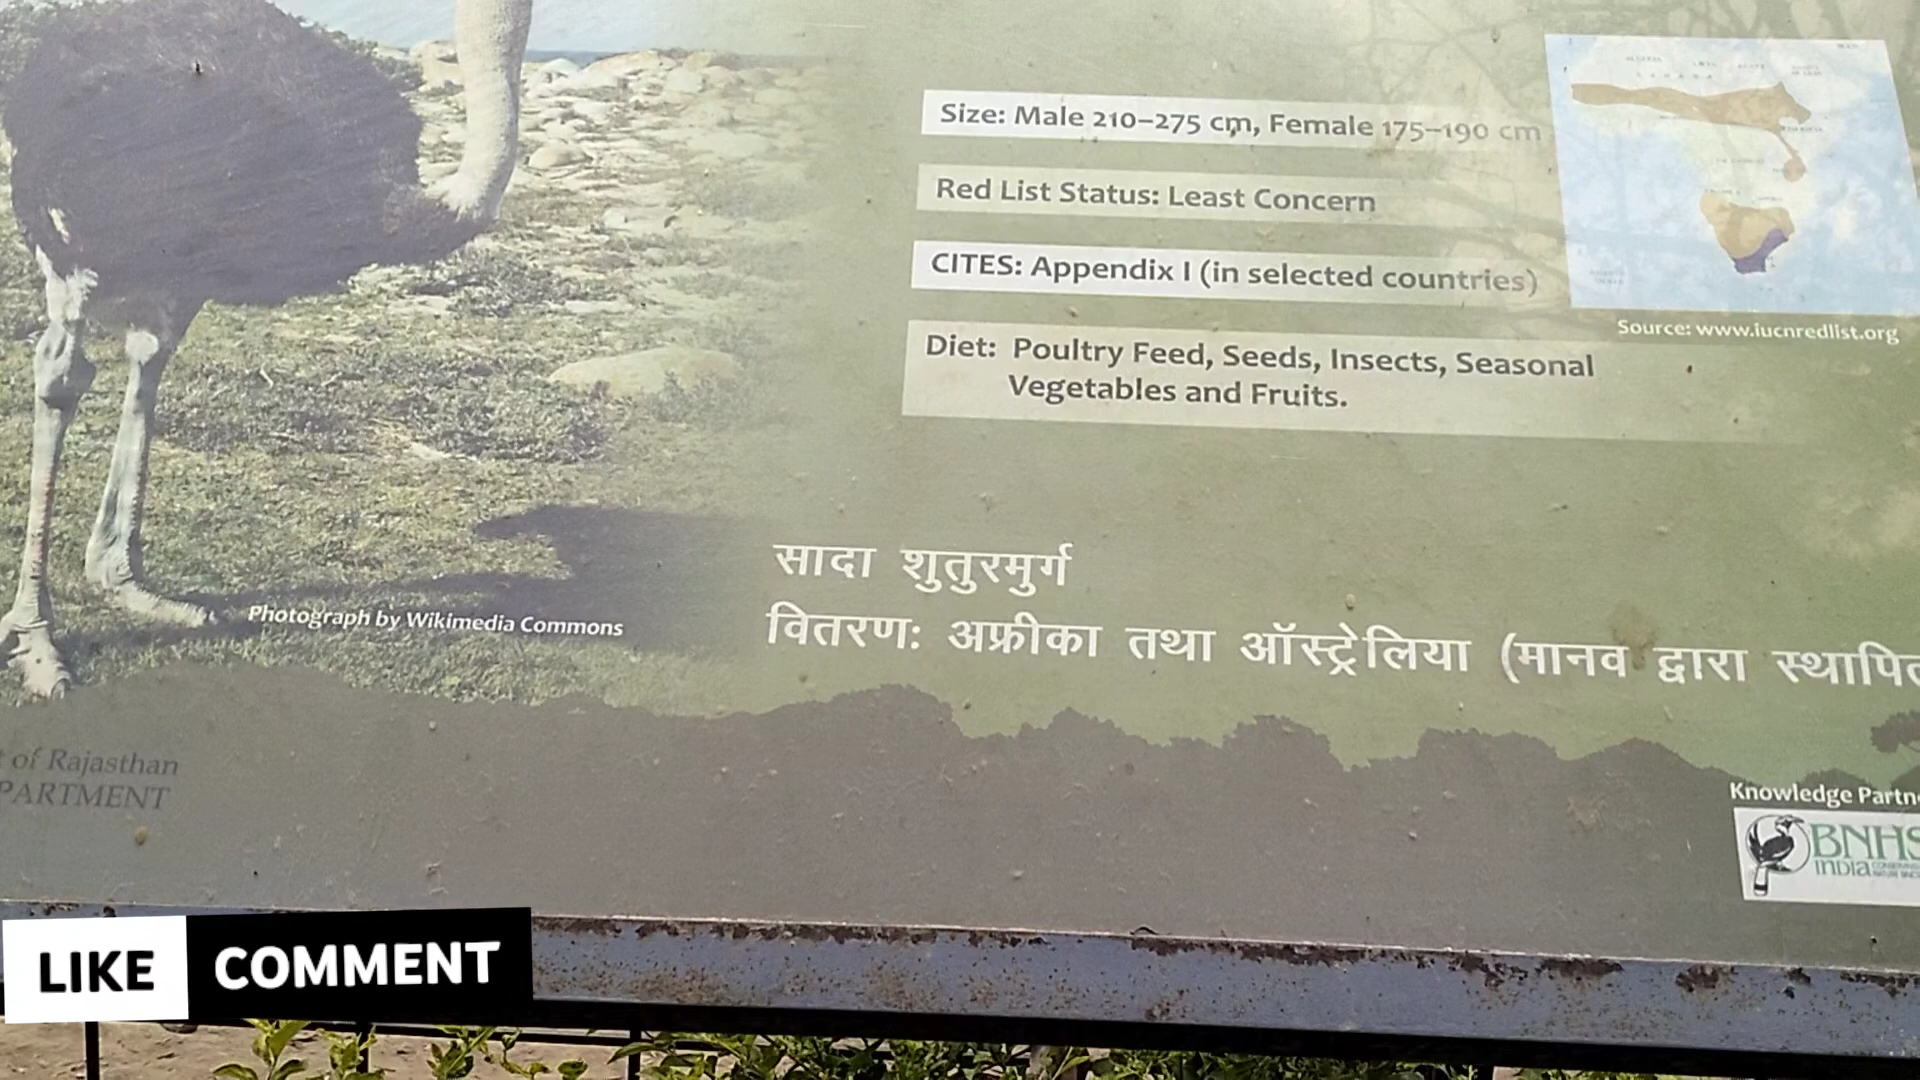 Size: Male 210–275 cm, Female 175–190 cm
Red List Status: Least Concern
CITES: Appendix I (in selected countries)
Source: www.iucnredlist.org
Diet: Poultry Feed, Seeds, Insects, Seasonal
Vegetables and Fruits.
सादा शुतुरमुर्ग
वितरण: अफ्रीका तथा ऑस्ट्रेलिया (मानव द्वारा
Photograph by Wikimedia Commons
of Rajasthan
Knowledge
BNHS
INDIA
LIKE COMMENT